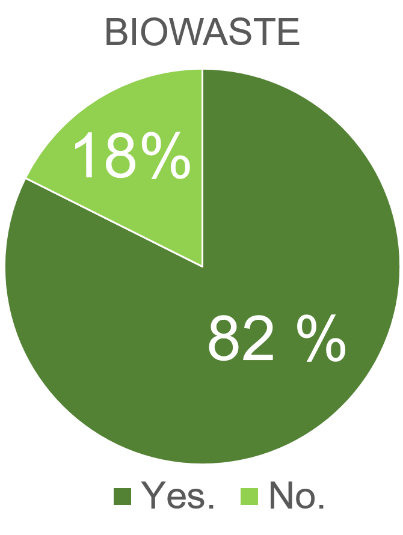 BIOWASTE
18%
82 %
Yes. No.